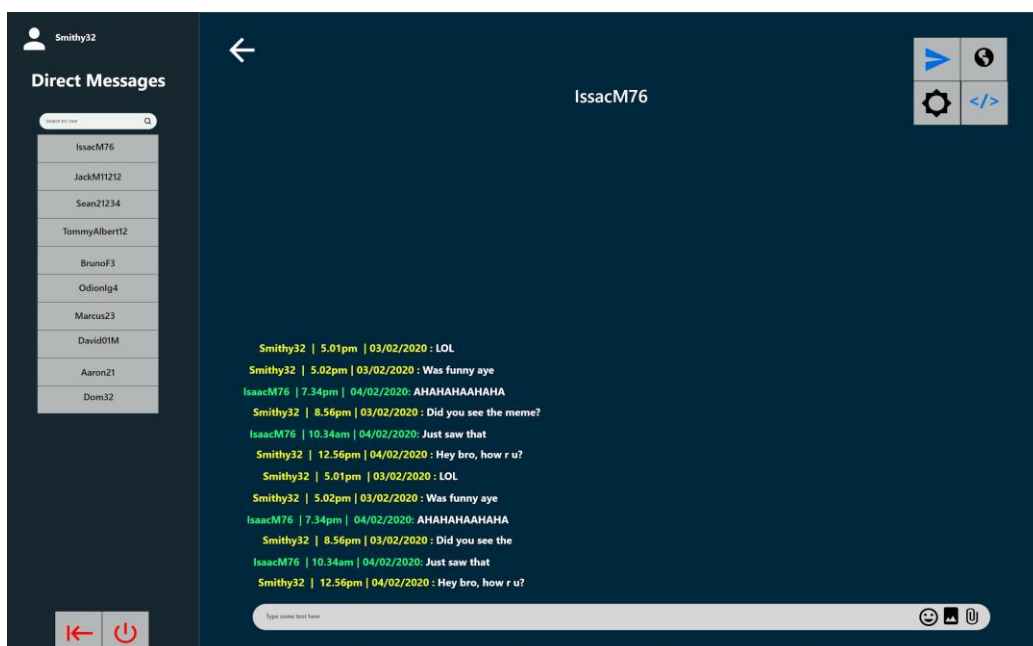 Smithy32
Direct Messages
Search for user
IssacM76
JackM11212
Sean21234
TommyAlbert12
BrunoF3
OdionIg4
Marcus23
David01M
Aaron21
Dom32
IssacM76
</>
Smithy32 | 5.01pm | 03/02/2020 : LOL
Smithy32 | 5.02pm | 03/02/2020 : Was funny aye
IsaacM76 | 7.34pm | 04/02/2020: AHAHAHAAHAHA
Smithy32 | 8.56pm | 03/02/2020 : Did you see the meme?
IsaacM76 | 10.34am | 04/02/2020: Just saw that
Smithy32 | 12.56pm | 04/02/2020 : Hey bro, how r u?
Smithy32 | 5.01pm | 03/02/2020 : LOL
Smithy32 | 5.02pm | 03/02/2020 : Was funny aye
IsaacM76 | 7.34pm | 04/02/2020: AHAHAHAAHAHA
Smithy32 | 8.56pm | 03/02/2020 : Did you see the
IsaacM76 | 10.34am | 04/02/2020: Just saw that
Smithy32 | 12.56pm | 04/02/2020 : Hey bro, how r u?
Type some text here